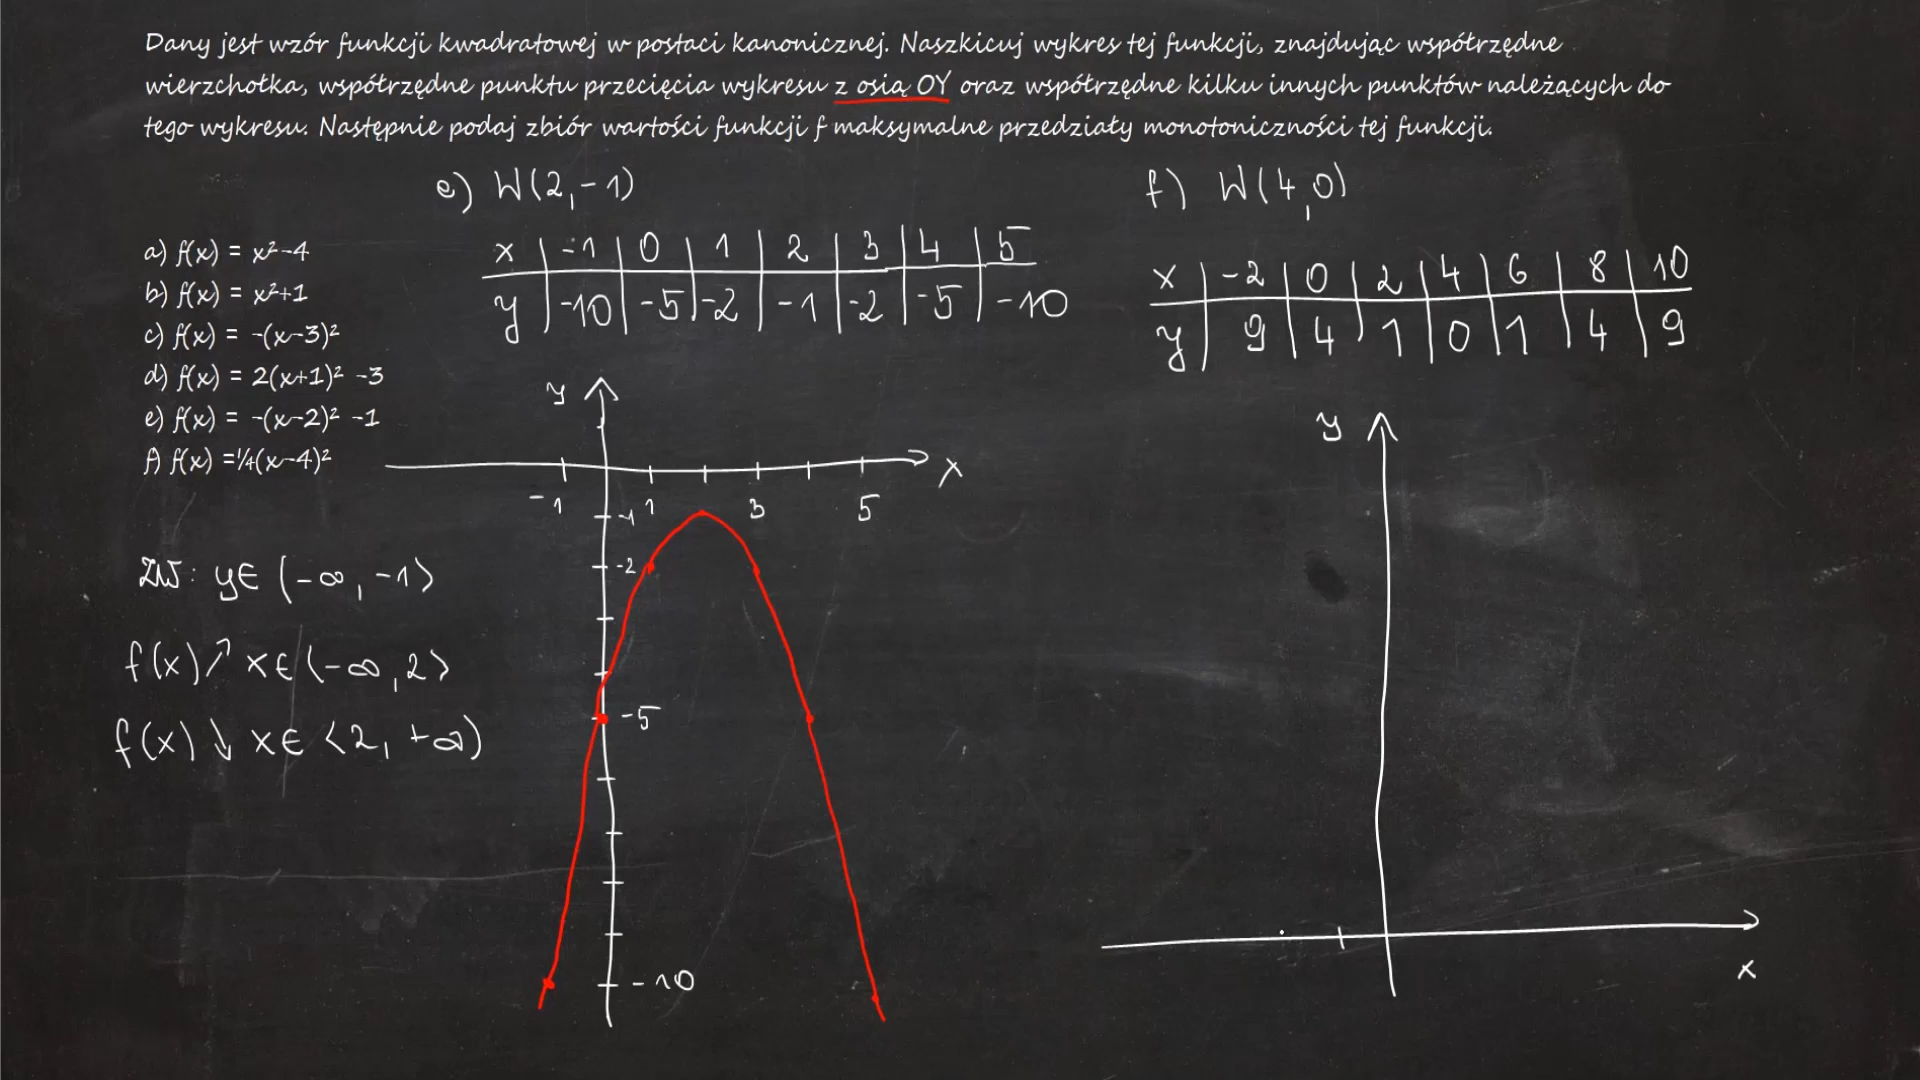 Dany jest wzór funkcji kwadratowej w postaci kanonicznej. Naszkicuj wykres tej funkcji, znajdując współrzędne
wierzchołka, współrzędne punktu przecięcia wykresu z osią OY oraz współrzędne kilku innych punktów należących do
tego wykresu. Następnie podaj zbiór wartości funkcji f maksymalne przedziały monotoniczności tej funkcji.
a) f(x) = x²-4
b) f(x) = x²+1
c) f(x) = -(x-3)²
d) f(x) = 2(x+1)² -3
e) f(x) = -(x-2)² -1
f) f(x) =¼(x-4)²
e) W(2,-1)
x | -1 | 0 | 1 | 2 | 3 | 4 | 5
y | -10 | -5 | -2 | -1 | -2 | -5 | -10
y
x
-1 1 3 5
-1
-2
-5
-10
ZW: y∈ (-∞, -1⟩
f(x)↗ x∈(-∞,2⟩
f(x)↘ x∈ ⟨2, +∞)
f) W(4,0)
x | -2 | 0 | 2 | 4 | 6 | 8 | 10
y | 9 | 4 | 1 | 0 | 1 | 4 | 9
y
x